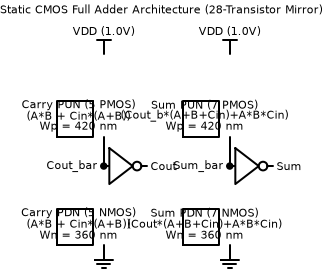 Static CMOS Full Adder Architecture (28-Transistor Mirror)
VDD (1.0V)
VDD (1.0V)
Carry PUN (5 PMOS)
(A*B + Cin*(A+B))
Wp = 420 nm
Sum PUN (7 PMOS)
(Cout_b*(A+B+Cin)+A*B*Cin)
Wp = 420 nm
Cout_bar
Cout
Sum_bar
Sum
Carry PDN (5 NMOS)
(A*B + Cin*(A+B))
Wn = 360 nm
Sum PDN (7 NMOS)
(Cout*(A+B+Cin)+A*B*Cin)
Wn = 360 nm